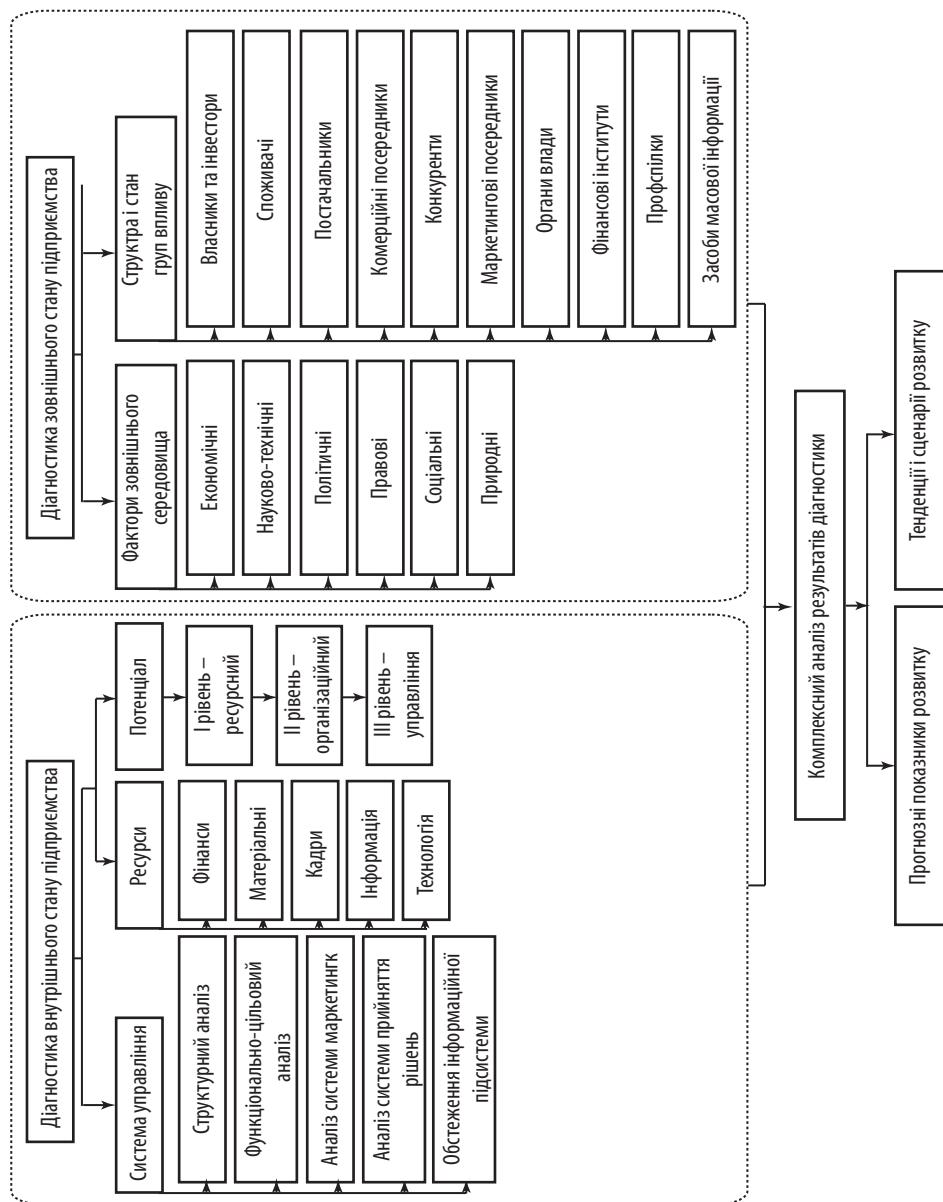 Діагностика внутрішнього стану підприємства
Система управління
Структурний аналіз
Функціонально-цільовий
аналіз
Аналіз системи маркетингк
Аналіз системи прийняття
рішень
Обстеження інформаційної
підсистеми
Ресурси
Фінанси
Матеріальні
Кадри
Інформація
Технологія
Потенціал
І рівень –
ресурсний
ІІ рівень –
організаційний
ІІІ рівень –
управління
Діагностика зовнішнього стану підприємства
Фактори зовнішнього
середовища
Економічні
Науково-технічні
Політичні
Правові
Соціальні
Природні
Структра і стан
груп впливу
Власники та інвестори
Споживачі
Постачальники
Комерційні посередники
Конкуренти
Маркетингові посередники
Органи влади
Фінансові інститути
Профспілки
Засоби масової інформації
Комплексний аналіз результатів діагностики
Прогнозні показники розвитку
Тенденції і сценарії розвитку